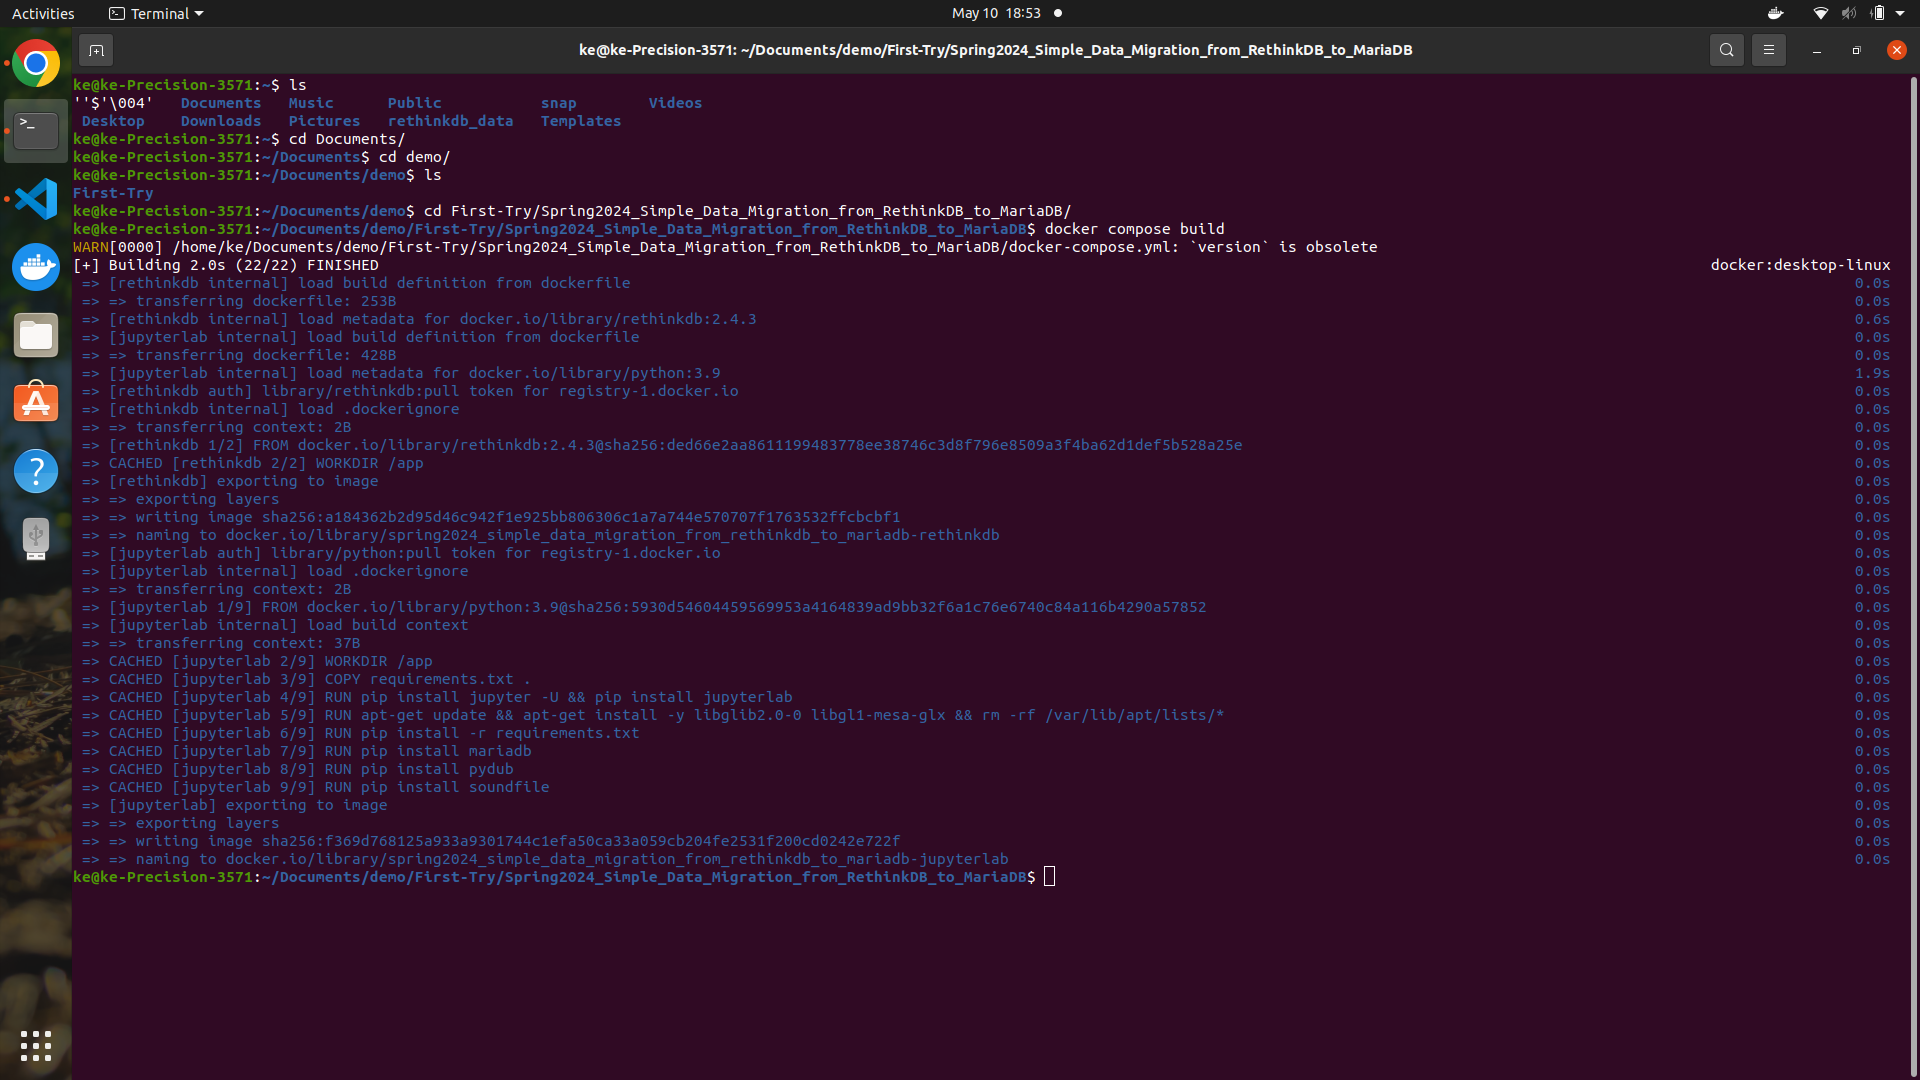 Activities
Terminal
May 10 18:53
ke@ke-Precision-3571: ~/Documents/demo/First-Try/Spring2024_Simple_Data_Migration_from_RethinkDB_to_MariaDB
ke@ke-Precision-3571:~$ ls
''$'\004' Documents Music Public snap Videos
Desktop Downloads Pictures rethinkdb_data Templates
ke@ke-Precision-3571:~$ cd Documents/
ke@ke-Precision-3571:~/Documents$ cd demo/
ke@ke-Precision-3571:~/Documents/demo$ ls
First-Try
ke@ke-Precision-3571:~/Documents/demo$ cd First-Try/Spring2024_Simple_Data_Migration_from_RethinkDB_to_MariaDB/
ke@ke-Precision-3571:~/Documents/demo/First-Try/Spring2024_Simple_Data_Migration_from_RethinkDB_to_MariaDB$ docker compose build
WARN[0000] /home/ke/Documents/demo/First-Try/Spring2024_Simple_Data_Migration_from_RethinkDB_to_MariaDB/docker-compose.yml: `version` is obsolete
[+] Building 2.0s (22/22) FINISHED docker:desktop-linux
=> [rethinkdb internal] load build definition from dockerfile 0.0s
=> => transferring dockerfile: 253B 0.0s
=> [rethinkdb internal] load metadata for docker.io/library/rethinkdb:2.4.3 0.6s
=> [jupyterlab internal] load build definition from dockerfile 0.0s
=> => transferring dockerfile: 428B 0.0s
=> [jupyterlab internal] load metadata for docker.io/library/python:3.9 1.9s
=> [rethinkdb auth] library/rethinkdb:pull token for registry-1.docker.io 0.0s
=> [rethinkdb internal] load .dockerignore 0.0s
=> => transferring context: 2B 0.0s
=> [rethinkdb 1/2] FROM docker.io/library/rethinkdb:2.4.3@sha256:ded66e2aa8611199483778ee38746c3d8f796e8509a3f4ba62d1def5b528a25e 0.0s
=> CACHED [rethinkdb 2/2] WORKDIR /app 0.0s
=> [rethinkdb] exporting to image 0.0s
=> => exporting layers 0.0s
=> => writing image sha256:a184362b2d95d46c942f1e925bb806306c1a7a744e570707f1763532ffcbcbf1 0.0s
=> => naming to docker.io/library/spring2024_simple_data_migration_from_rethinkdb_to_mariadb-rethinkdb 0.0s
=> [jupyterlab auth] library/python:pull token for registry-1.docker.io 0.0s
=> [jupyterlab internal] load .dockerignore 0.0s
=> => transferring context: 2B 0.0s
=> [jupyterlab 1/9] FROM docker.io/library/python:3.9@sha256:5930d54604459569953a4164839ad9bb32f6a1c76e6740c84a116b4290a57852 0.0s
=> [jupyterlab internal] load build context 0.0s
=> => transferring context: 37B 0.0s
=> CACHED [jupyterlab 2/9] WORKDIR /app 0.0s
=> CACHED [jupyterlab 3/9] COPY requirements.txt . 0.0s
=> CACHED [jupyterlab 4/9] RUN pip install jupyter -U && pip install jupyterlab 0.0s
=> CACHED [jupyterlab 5/9] RUN apt-get update && apt-get install -y libglib2.0-0 libgl1-mesa-glx && rm -rf /var/lib/apt/lists/* 0.0s
=> CACHED [jupyterlab 6/9] RUN pip install -r requirements.txt 0.0s
=> CACHED [jupyterlab 7/9] RUN pip install mariadb 0.0s
=> CACHED [jupyterlab 8/9] RUN pip install pydub 0.0s
=> CACHED [jupyterlab 9/9] RUN pip install soundfile 0.0s
=> [jupyterlab] exporting to image 0.0s
=> => exporting layers 0.0s
=> => writing image sha256:f369d768125a933a9301744c1efa50ca33a059cb204fe2531f200cd0242e722f 0.0s
=> => naming to docker.io/library/spring2024_simple_data_migration_from_rethinkdb_to_mariadb-jupyterlab 0.0s
ke@ke-Precision-3571:~/Documents/demo/First-Try/Spring2024_Simple_Data_Migration_from_RethinkDB_to_MariaDB$